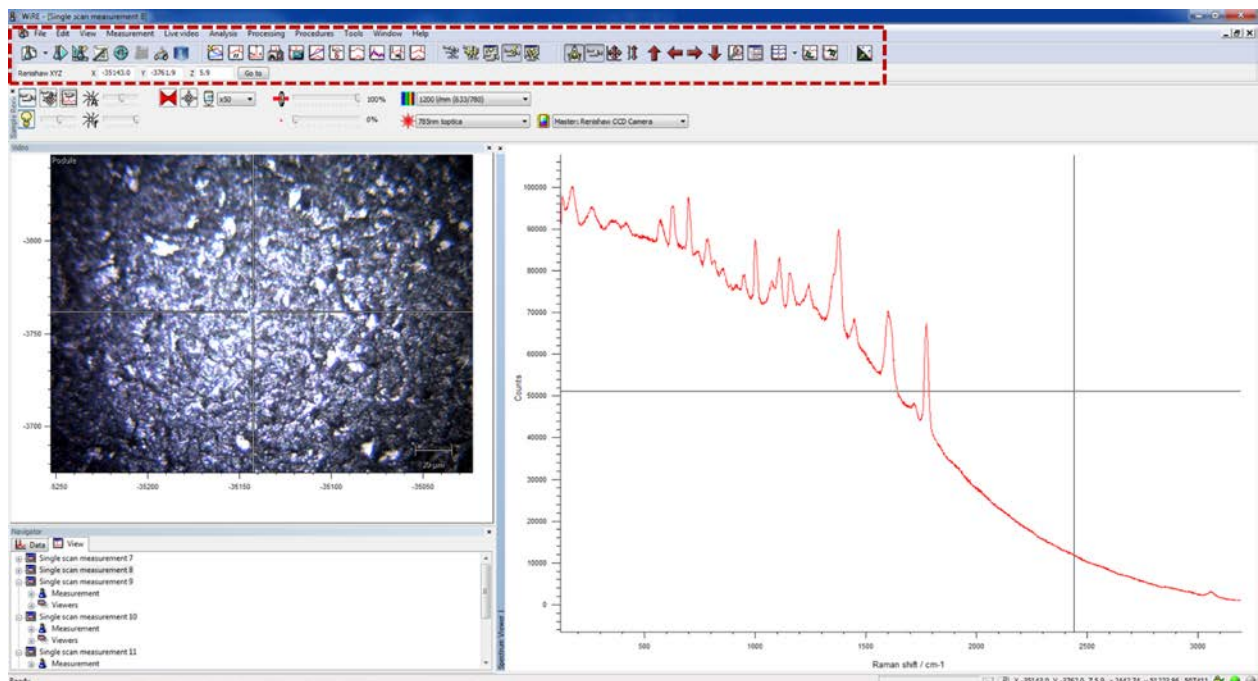 WiRE - [Single scan measurement 8]
File Edit View Measurement Live video Analysis Processing Procedures Tools Window Help
Renishaw XYZ X -35143.0 Y -3761.9 Z 5.9 Go to
x50 100% 1200 l/mm (633/780)
0% 785nm toptica Master: Renishaw CCD Camera
Video
Podule
-3800
-3750
-3700
20 µm
-35200 -35150 -35100 -35050
Navigator
Data View
Single scan measurement 7
Single scan measurement 8
Single scan measurement 9
Measurement
Viewers
Single scan measurement 10
Measurement
Viewers
Single scan measurement 11
Measurement
Spectrum Viewer 1
Counts
100000
90000
80000
70000
60000
50000
40000
30000
20000
10000
0
500 1000 1500 2000 2500 3000
Raman shift / cm-1
Ready